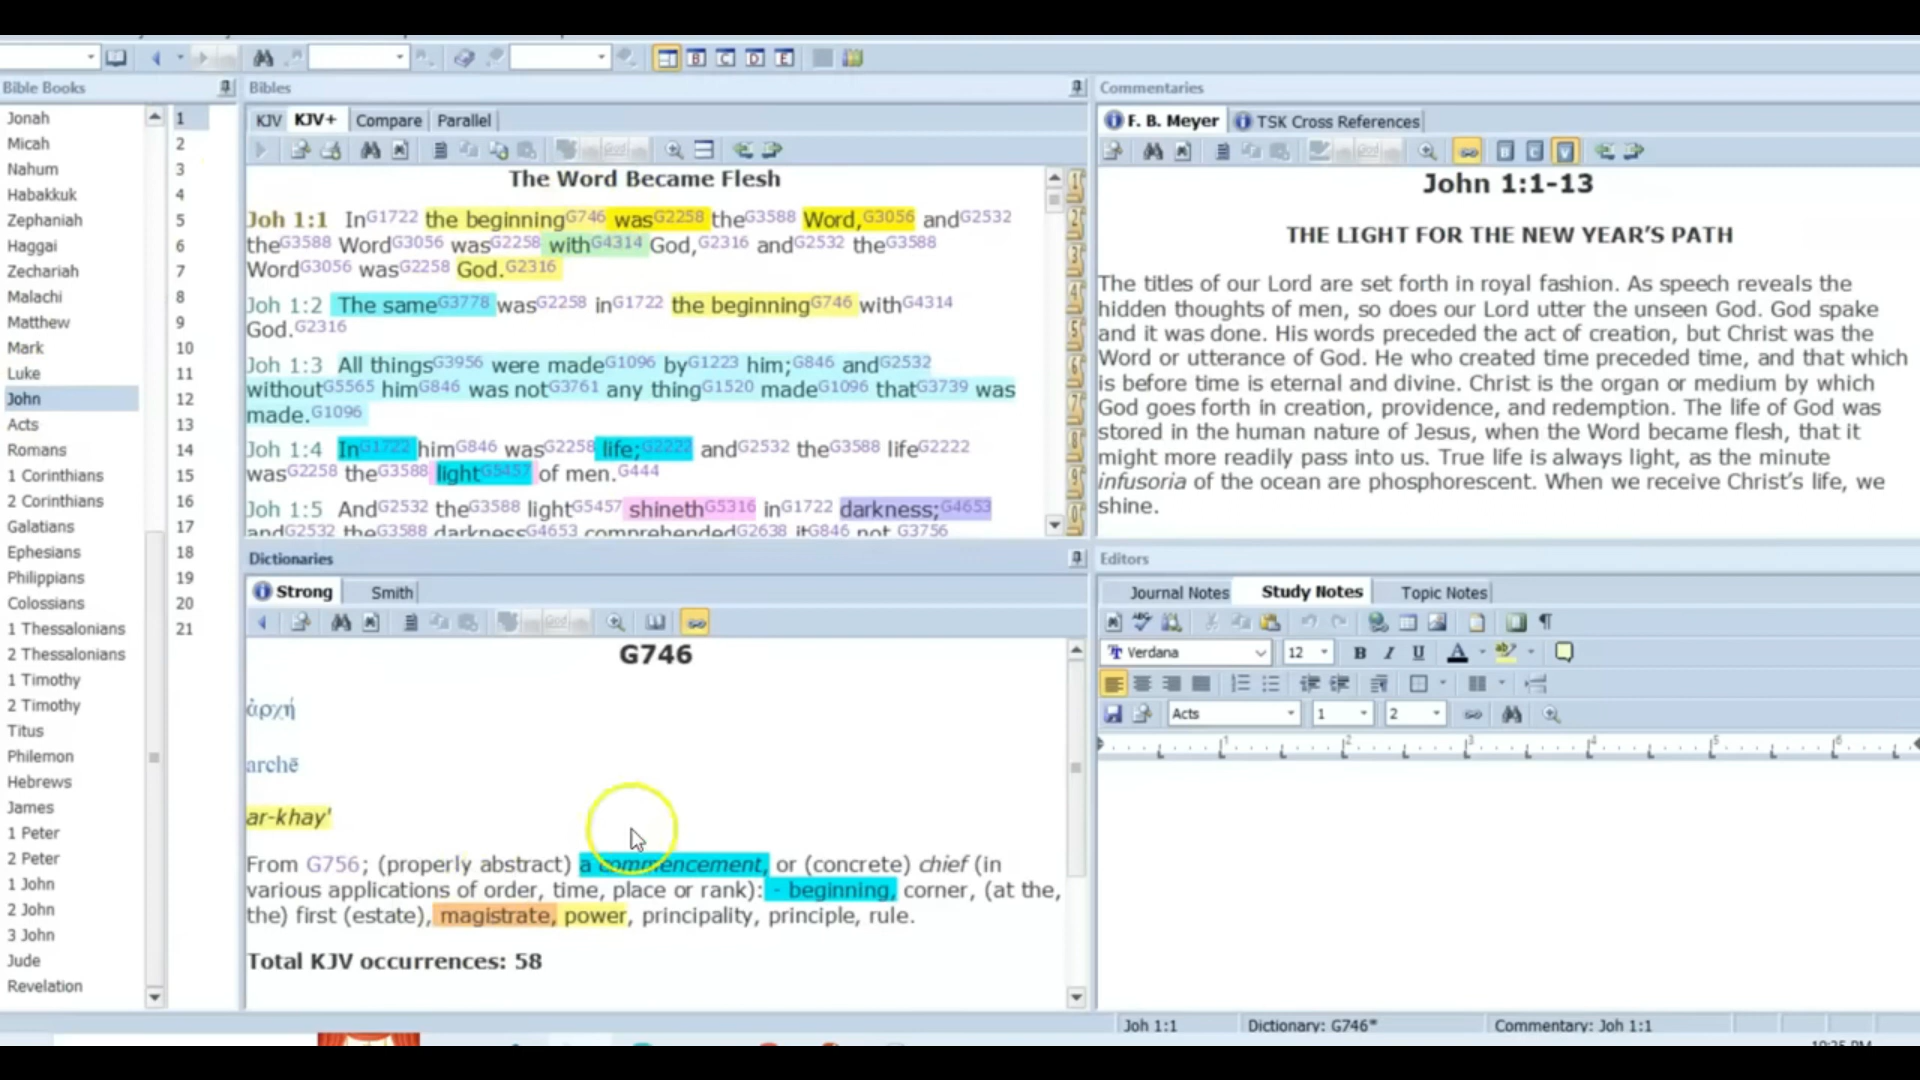 B C D E
Bible Books
Jonah
Micah
Nahum
Habakkuk
Zephaniah
Haggai
Zechariah
Malachi
Matthew
Mark
Luke
John
Acts
Romans
1 Corinthians
2 Corinthians
Galatians
Ephesians
Philippians
Colossians
1 Thessalonians
2 Thessalonians
1 Timothy
2 Timothy
Titus
Philemon
Hebrews
James
1 Peter
2 Peter
1 John
2 John
3 John
Jude
Revelation
1
2
3
4
5
6
7
8
9
10
11
12
13
14
15
16
17
18
19
20
21
Bibles
KJV KJV+ Compare Parallel
The Word Became Flesh
Joh 1:1 InG1722 the beginningG746 wasG2258 theG3588 Word,G3056 andG2532
theG3588 WordG3056 wasG2258 withG4314 God,G2316 andG2532 theG3588
WordG3056 wasG2258 God.G2316
Joh 1:2 The sameG3778 wasG2258 inG1722 the beginningG746 withG4314
God.G2316
Joh 1:3 All thingsG3956 were madeG1096 byG1223 him;G846 andG2532
withoutG5565 himG846 was notG3761 any thingG1520 madeG1096 thatG3739 was
made.G1096
Joh 1:4 InG1722 himG846 wasG2258 life;G2222 andG2532 theG3588 lifeG2222
wasG2258 theG3588 lightG5457 of men.G444
Joh 1:5 AndG2532 theG3588 lightG5457 shinethG5316 inG1722 darkness;G4653
andG2532 theG3588 darknessG4653 comprehendedG2638 itG846 not.G3756
Commentaries
F. B. Meyer TSK Cross References
John 1:1-13
THE LIGHT FOR THE NEW YEAR’S PATH
The titles of our Lord are set forth in royal fashion. As speech reveals the
hidden thoughts of men, so does our Lord utter the unseen God. God spake
and it was done. His words preceded the act of creation, but Christ was the
Word or utterance of God. He who created time preceded time, and that which
is before time is eternal and divine. Christ is the organ or medium by which
God goes forth in creation, providence, and redemption. The life of God was
stored in the human nature of Jesus, when the Word became flesh, that it
might more readily pass into us. True life is always light, as the minute
infusoria of the ocean are phosphorescent. When we receive Christ’s life, we
shine.
Dictionaries
Strong Smith
G746
ἀρχή
archē
ar-khay'
From G756; (properly abstract) a commencement, or (concrete) chief (in
various applications of order, time, place or rank): - beginning, corner, (at the,
the) first (estate), magistrate, power, principality, principle, rule.
Total KJV occurrences: 58
Editors
Journal Notes Study Notes Topic Notes
Verdana 12 B I U A
Acts 1 2
1 2 3 4 5 6
Joh 1:1 Dictionary: G746* Commentary: Joh 1:1